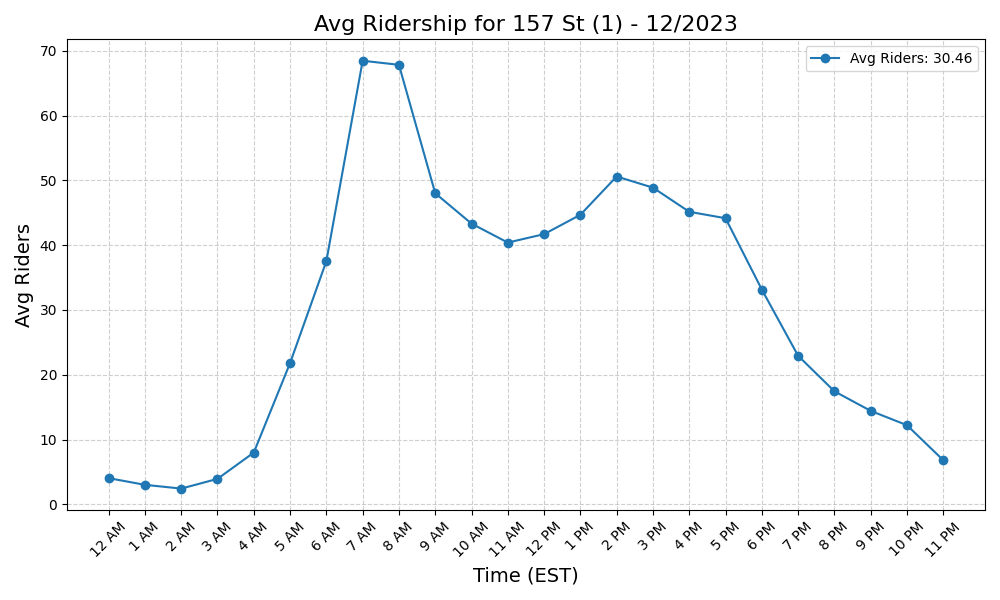 Avg Ridership for 157 St (1) - 12/2023
Avg Riders: 30.46
Avg Riders
70
60
50
40
30
20
10
0
12 AM
1 AM
2 AM
3 AM
4 AM
5 AM
6 AM
7 AM
8 AM
9 AM
10 AM
11 AM
12 PM
1 PM
2 PM
3 PM
4 PM
5 PM
6 PM
7 PM
8 PM
9 PM
10 PM
11 PM
Time (EST)